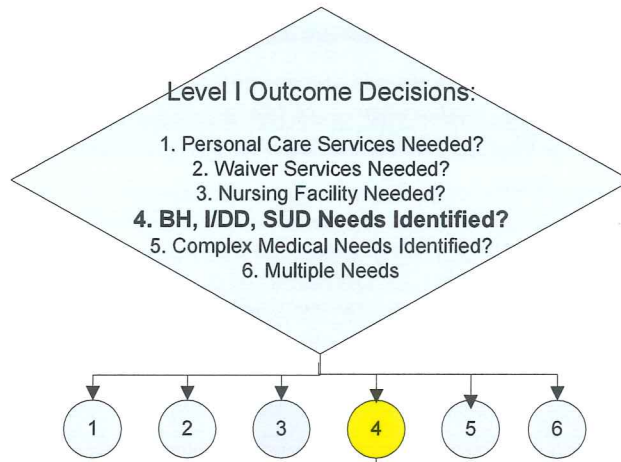 Level I Outcome Decisions:
1. Personal Care Services Needed?
2. Waiver Services Needed?
3. Nursing Facility Needed?
4. BH, I/DD, SUD Needs Identified?
5. Complex Medical Needs Identified?
6. Multiple Needs
1 2 3 4 5 6